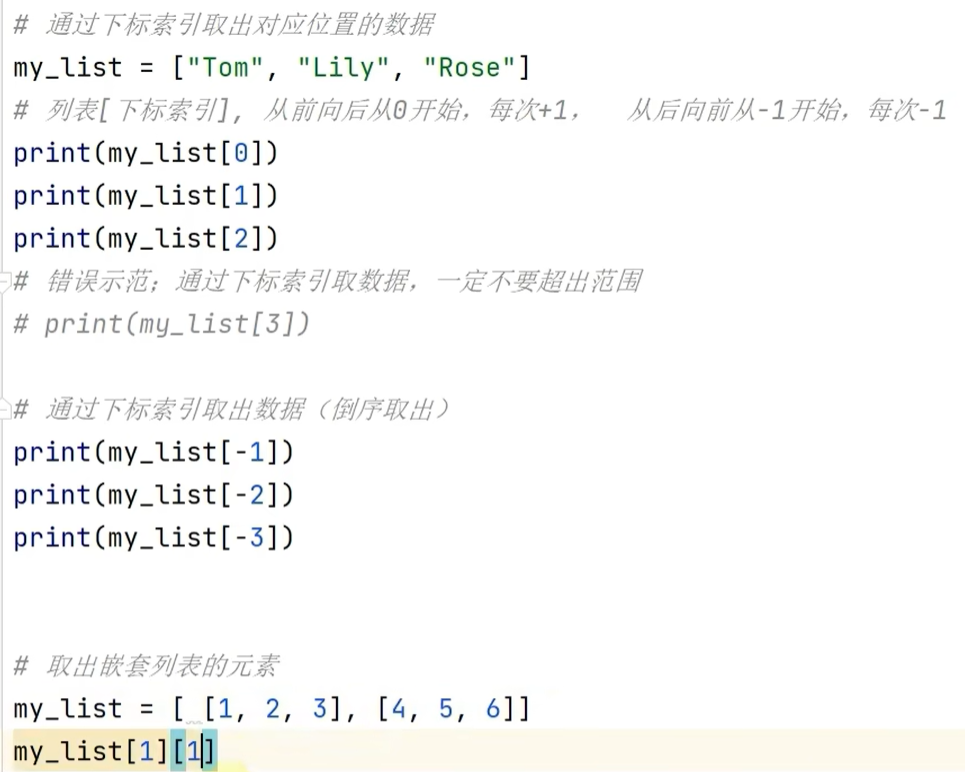 # 通过下标索引取出对应位置的数据
my_list = ["Tom", "Lily", "Rose"]
# 列表[下标索引], 从前向后从0开始，每次+1， 从后向前从-1开始，每次-1
print(my_list[0])
print(my_list[1])
print(my_list[2])
# 错误示范；通过下标索引取数据，一定不要超出范围
# print(my_list[3])
# 通过下标索引取出数据（倒序取出）
print(my_list[-1])
print(my_list[-2])
print(my_list[-3])
# 取出嵌套列表的元素
my_list = [ [1, 2, 3], [4, 5, 6]]
my_list[1][1]